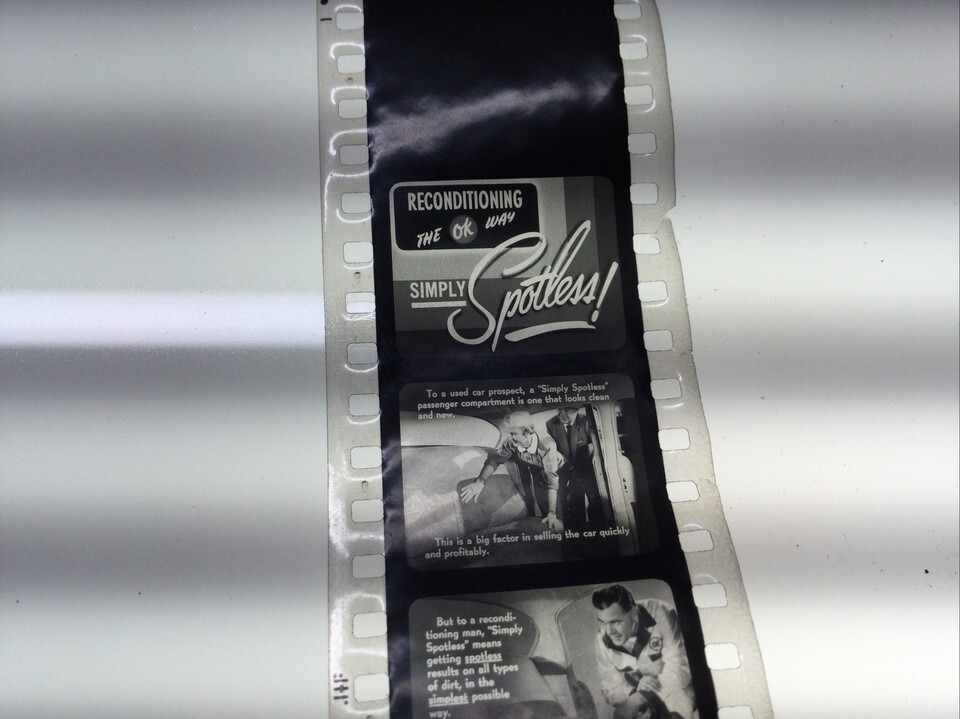 RECONDITIONING
THE OK WAY
SIMPLY Spotless!
To a used car prospect, a "Simply Spotless"
passenger compartment is one that looks clean
and new.
This is a big factor in selling the car quickly
and profitably.
But to a recondi-
tioning man, "Simply
Spotless" means
getting spotless
results on all types
of dirt, in the
simplest possible
way.